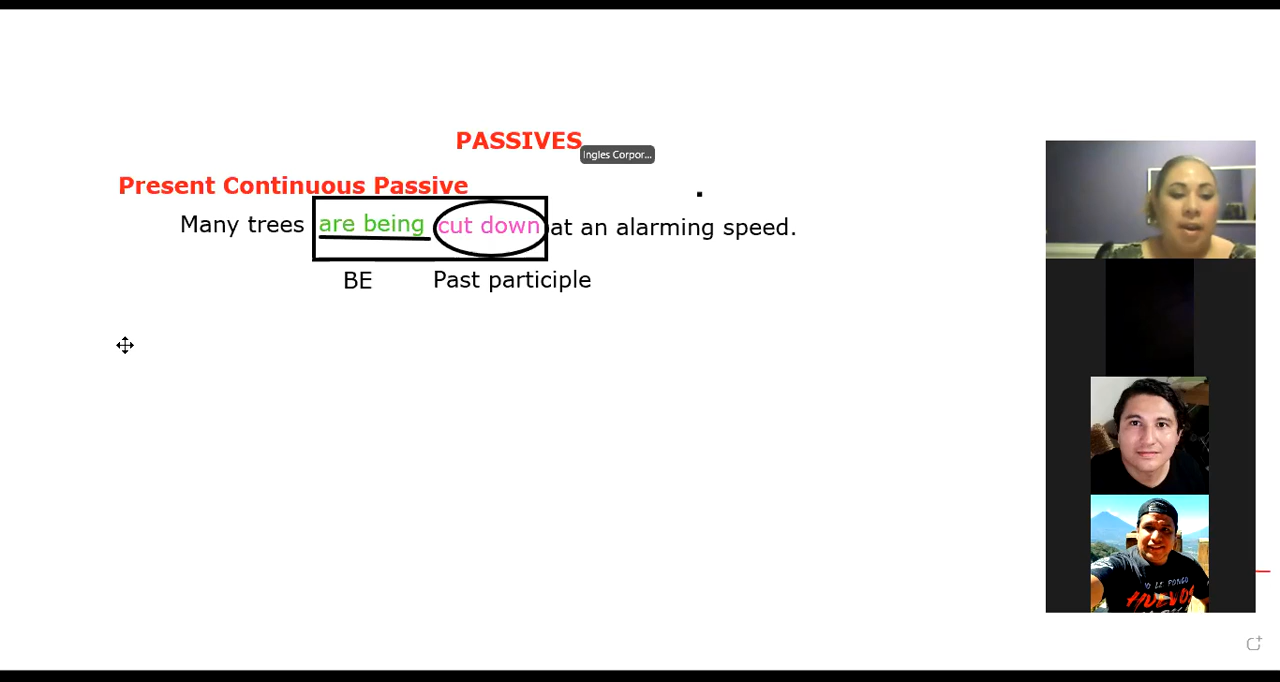 PASSIVES
Ingles Corpor...
Present Continuous Passive
Many trees are being cut down at an alarming speed.
BE Past participle
HUEVOS